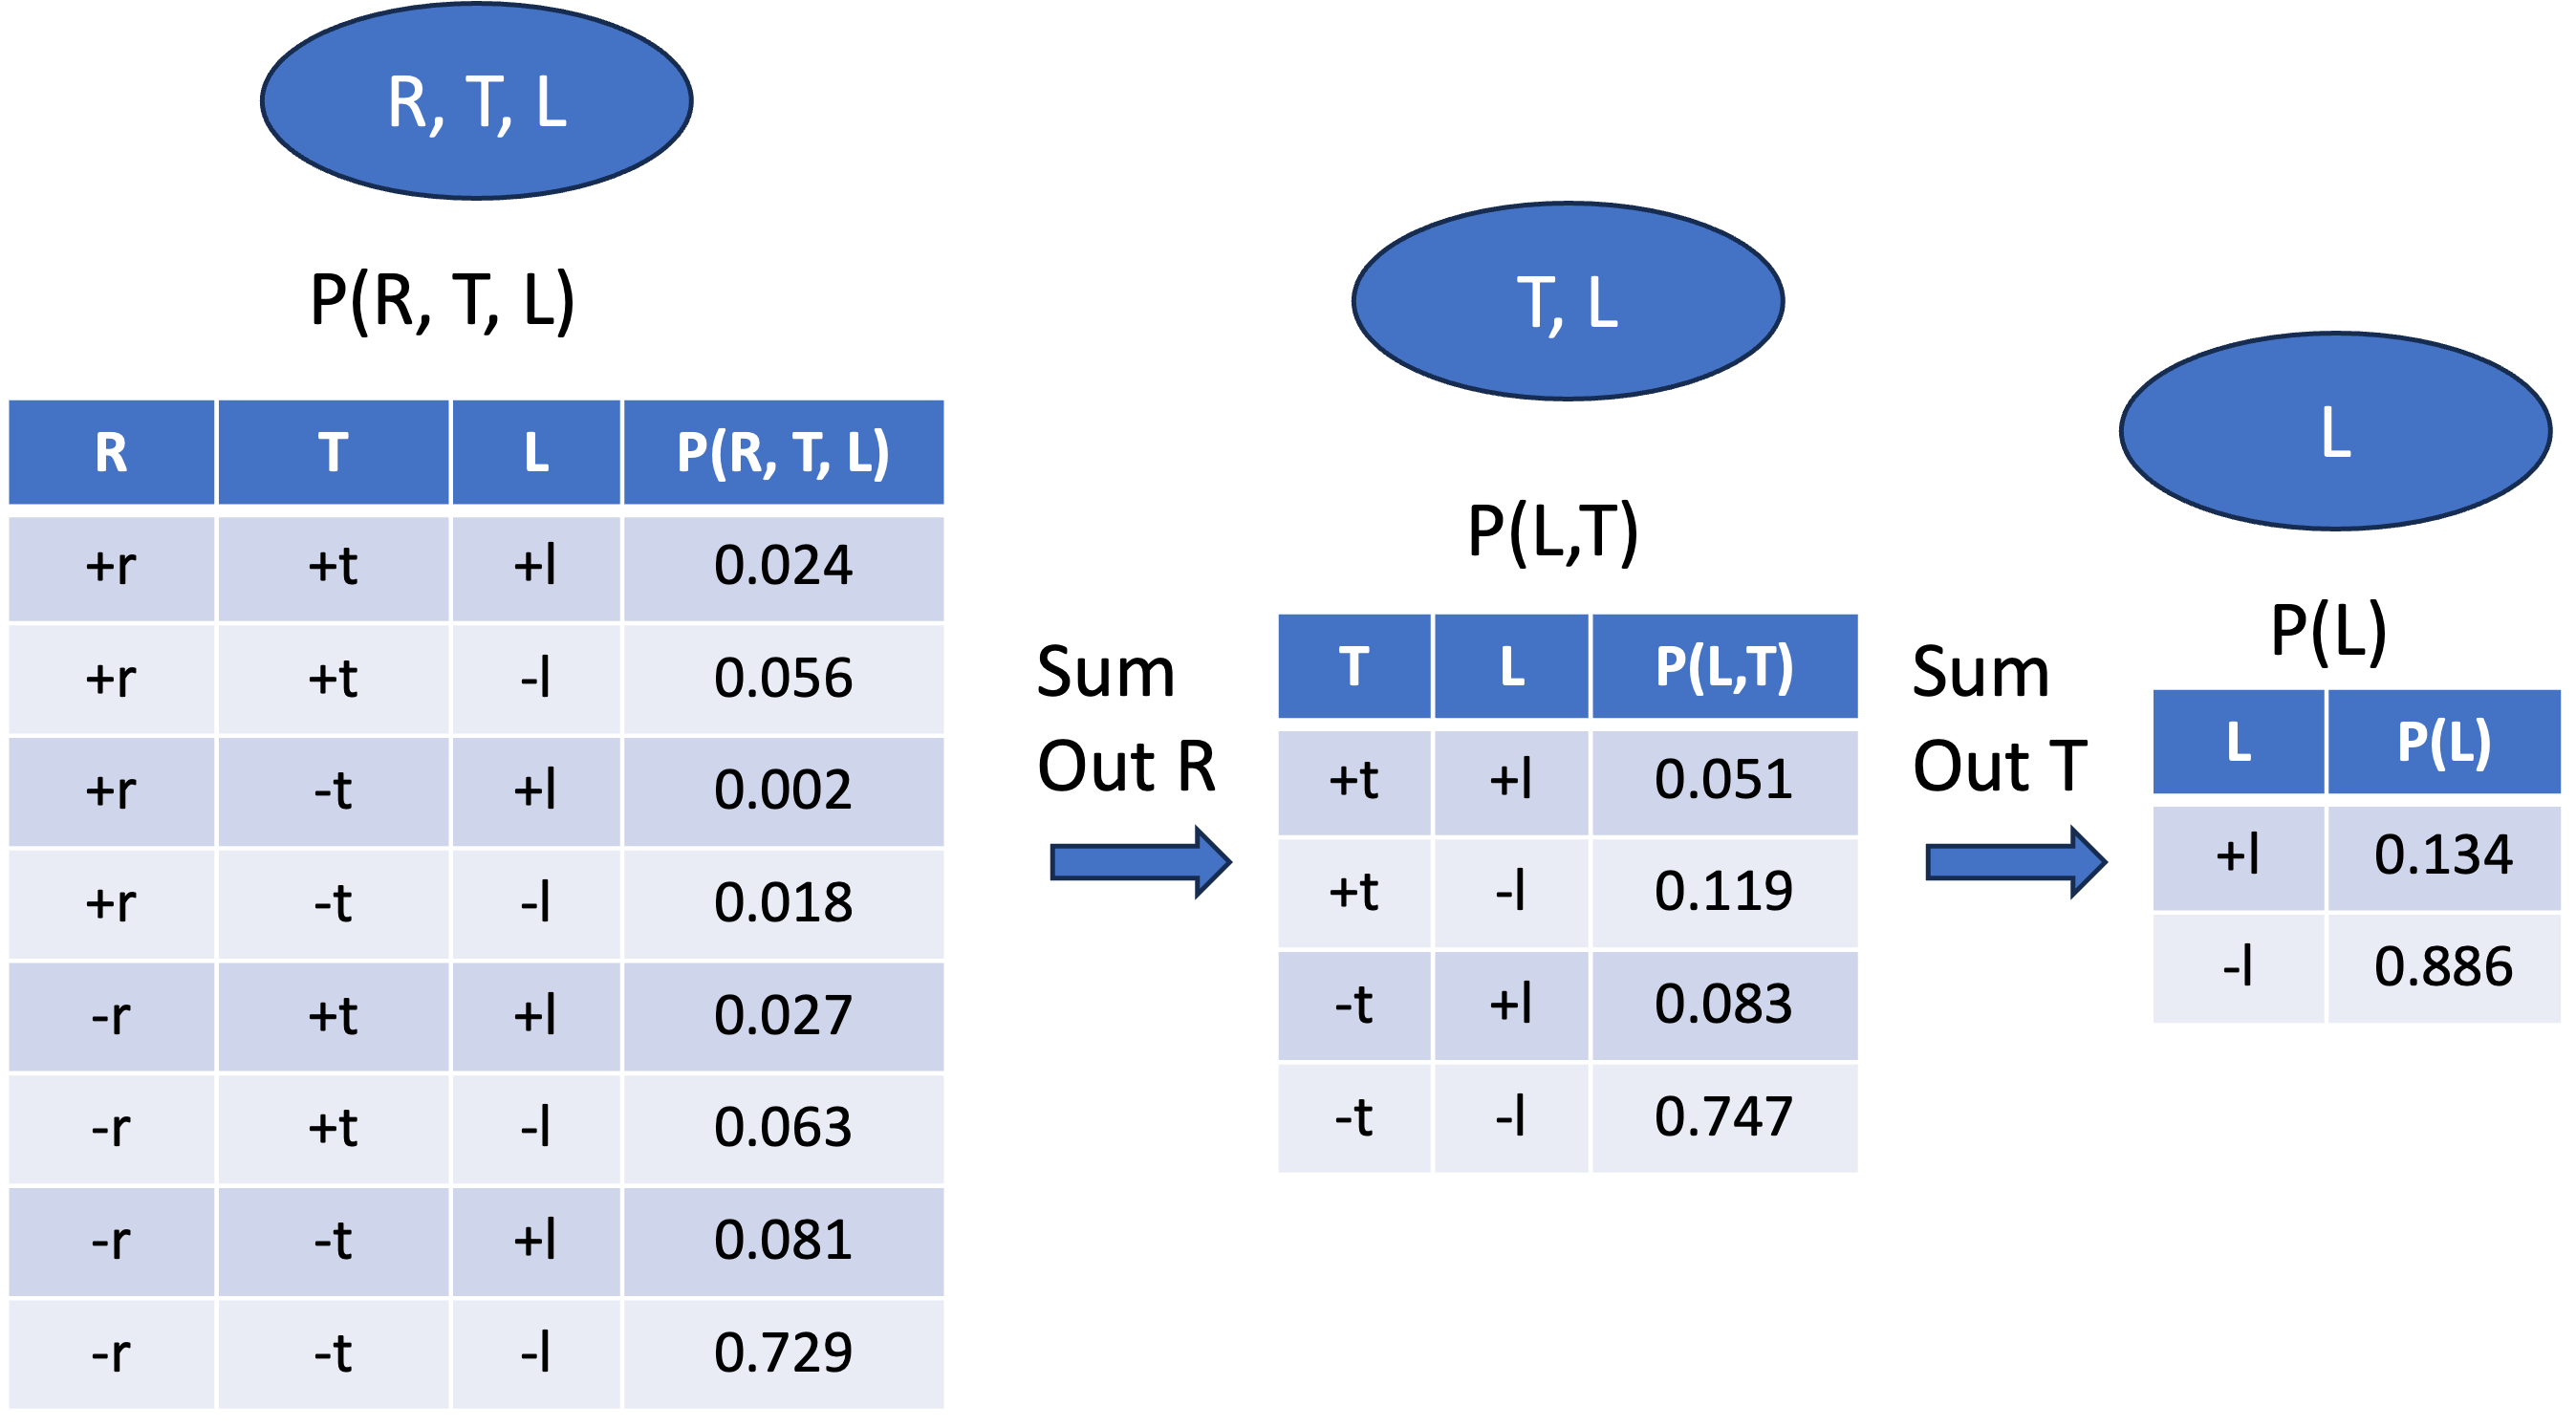 R, T, L
P(R, T, L)
R T L P(R, T, L)
+r +t +l 0.024
+r +t -l 0.056
+r -t +l 0.002
+r -t -l 0.018
-r +t +l 0.027
-r +t -l 0.063
-r -t +l 0.081
-r -t -l 0.729
Sum
Out R
T, L
P(L,T)
T L P(L,T)
+t +l 0.051
+t -l 0.119
-t +l 0.083
-t -l 0.747
Sum
Out T
L
P(L)
L P(L)
+l 0.134
-l 0.886